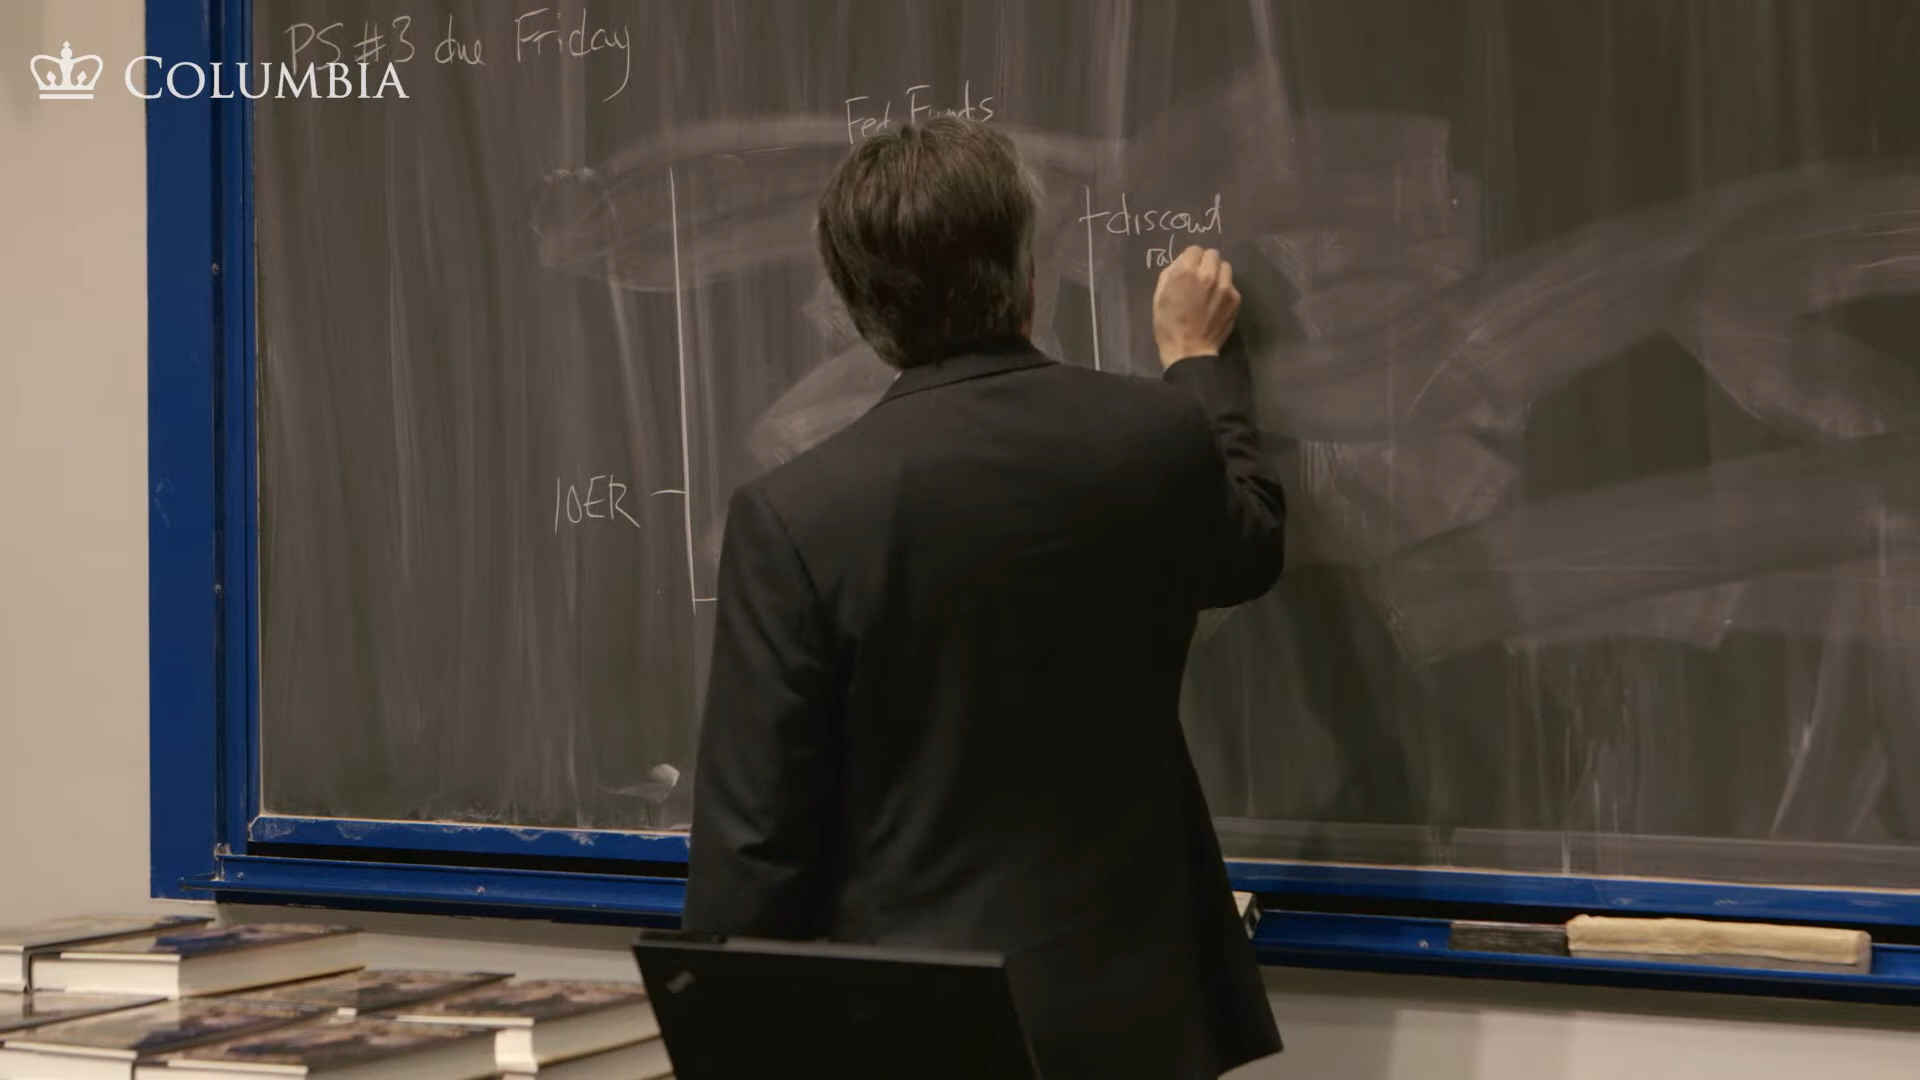 PS #3 due Friday
COLUMBIA
Fed Funds
discount
IOER